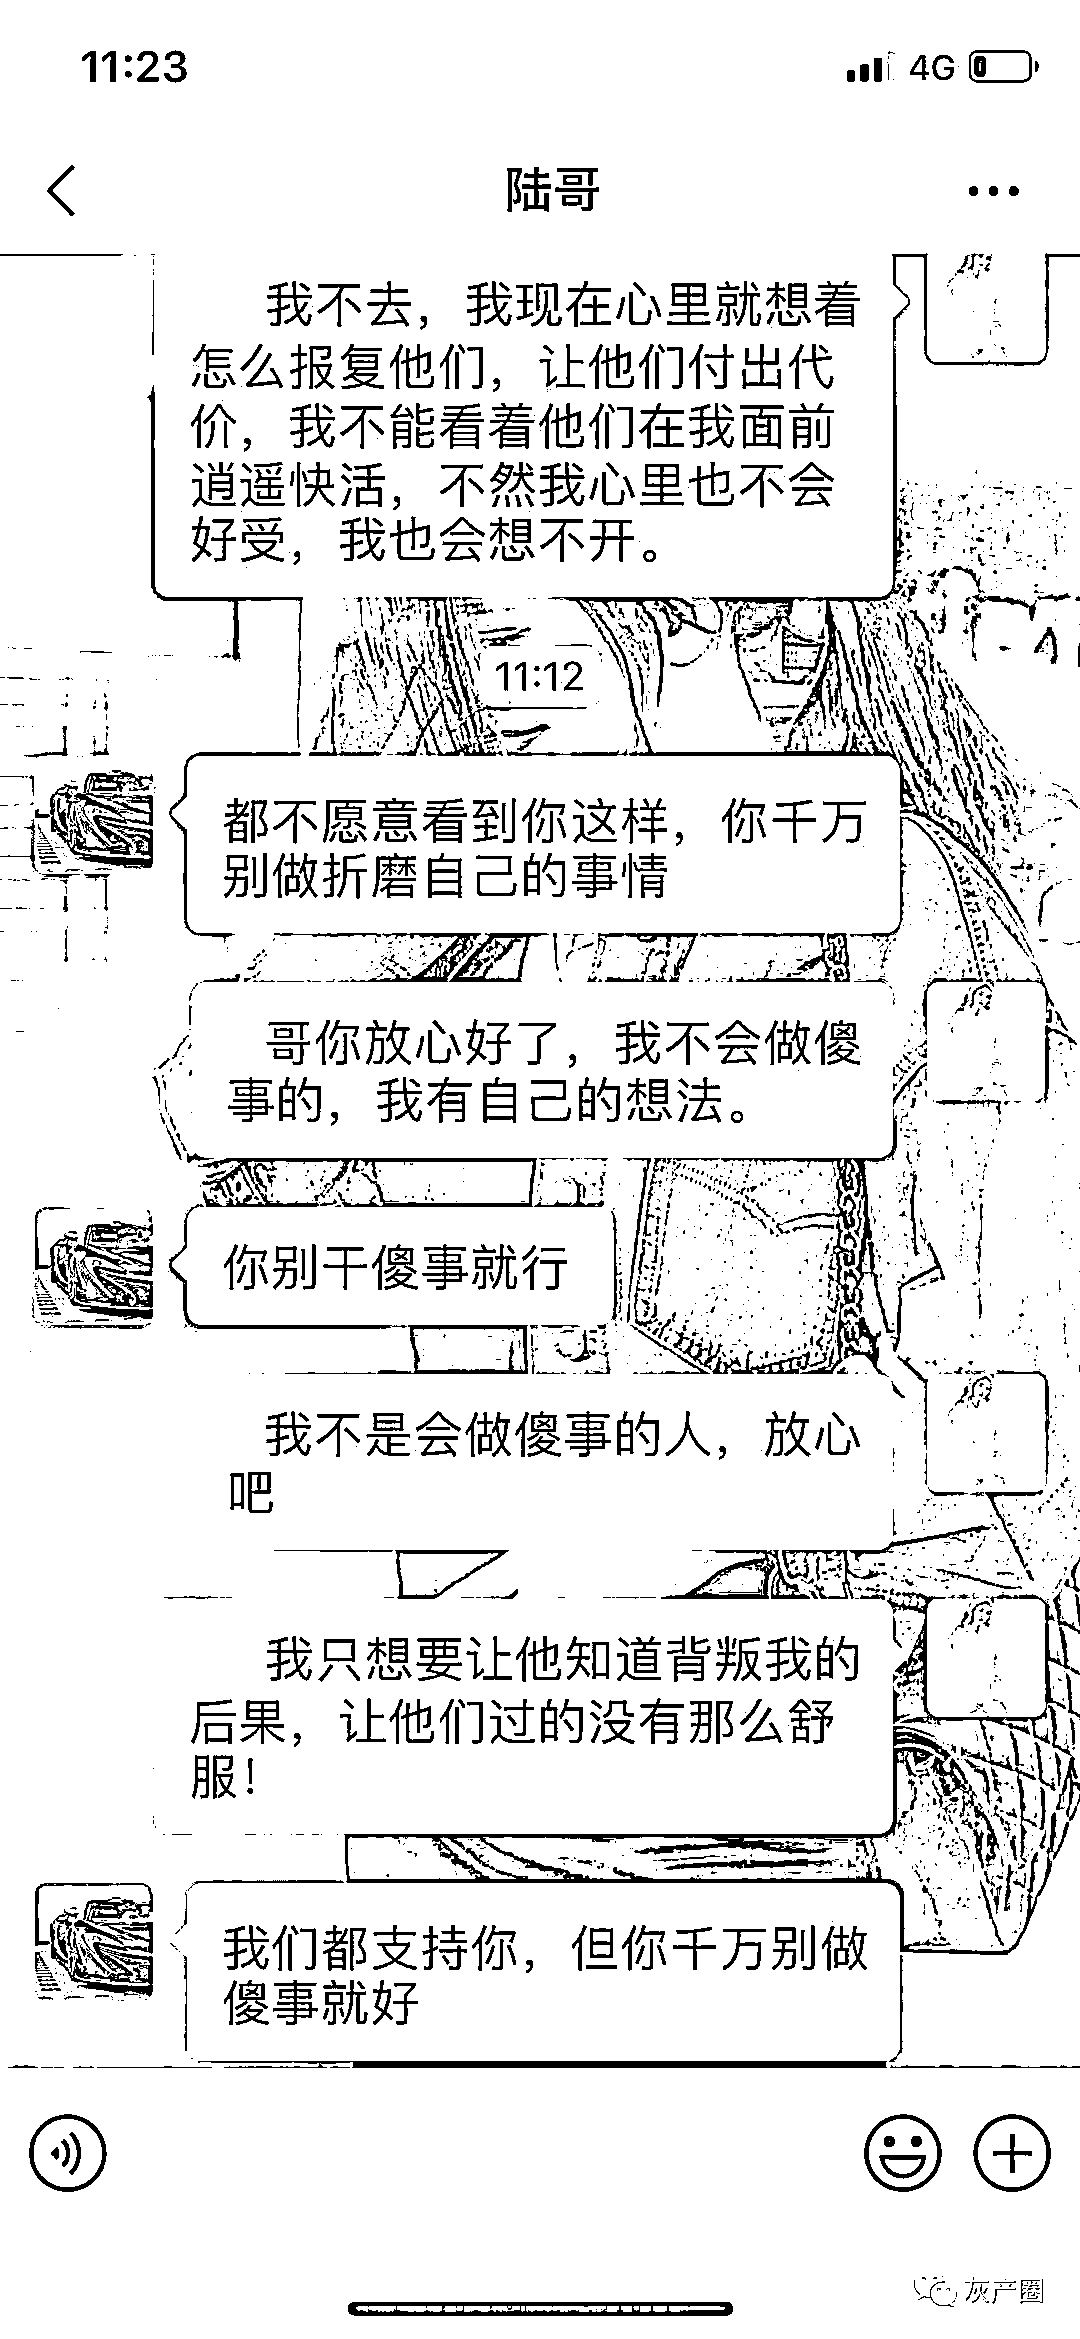 11:23
4G
陆哥
我不去，我现在心里就想着
怎么报复他们，让他们付出代
价，我不能看着他们在我面前
逍遥快活，不然我心里也不会
好受，我也会想不开。
11:12
都不愿意看到你这样，你千万
别做折磨自己的事情
哥你放心好了，我不会做傻
事的，我有自己的想法。
你别干傻事就行
我不是会做傻事的人，放心
吧
我只想要让他知道背叛我的
后果，让他们过的没有那么舒
服！
我们都支持你，但你千万别做
傻事就好
灰产圈